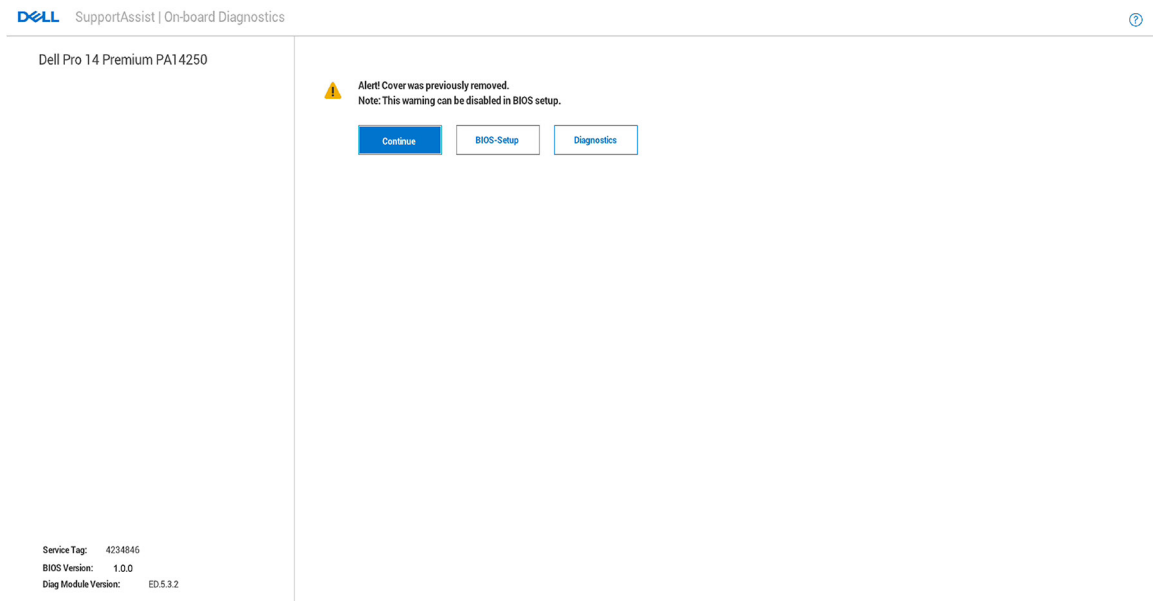 DELL SupportAssist | On-board Diagnostics
?
Dell Pro 14 Premium PA14250
Alert! Cover was previously removed.
Note: This warning can be disabled in BIOS setup.
Continue BIOS-Setup Diagnostics
Service Tag: 4234846
BIOS Version: 1.0.0
Diag Module Version: ED.5.3.2